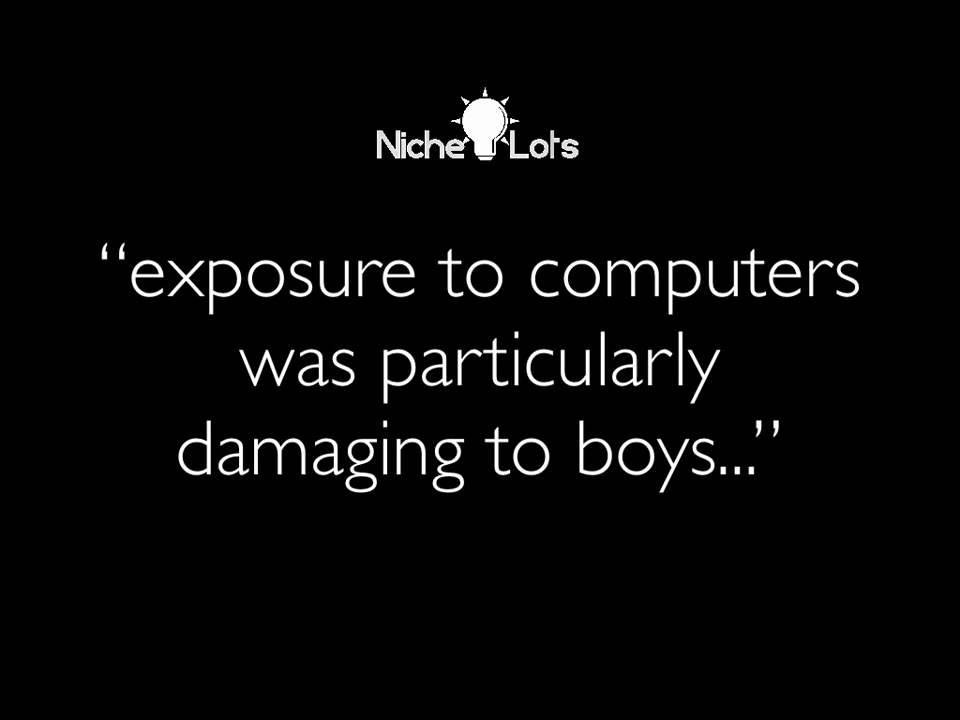 Niche Lots
“exposure to computers
was particularly
damaging to boys...”